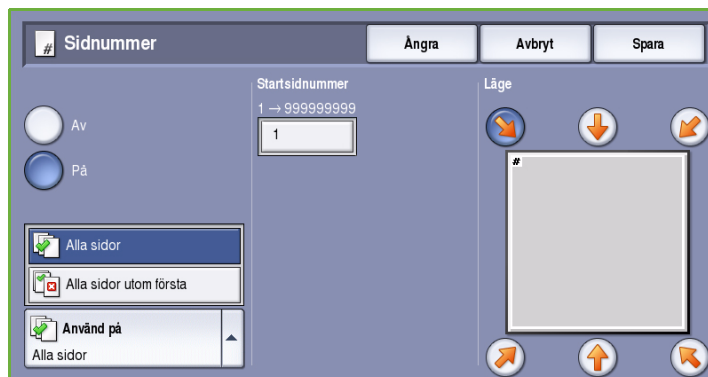 # Sidnummer
Ångra
Avbryt
Spara
Av
På
Startsidnummer
1 → 999999999
1
Läge
#
Alla sidor
Alla sidor utom första
Använd på
Alla sidor